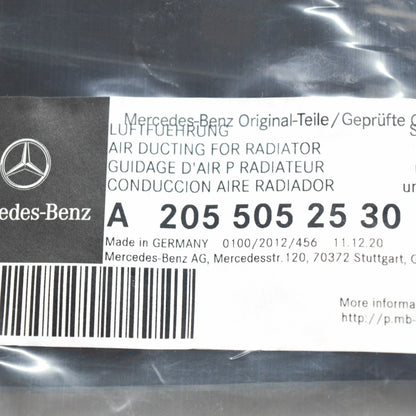 Mercedes-Benz Original-Teile/Geprüfte
LUFTFUEHRUNG
AIR DUCTING FOR RADIATOR
GUIDAGE D'AIR P RADIATEUR
CONDUCCION AIRE RADIADOR
edes-Benz
A 205 505 25 30
Made in GERMANY 0100/2012/456 11.12.20
Mercedes-Benz AG, Mercedesstr.120, 70372 Stuttgart,
More informa
http://p.mb-